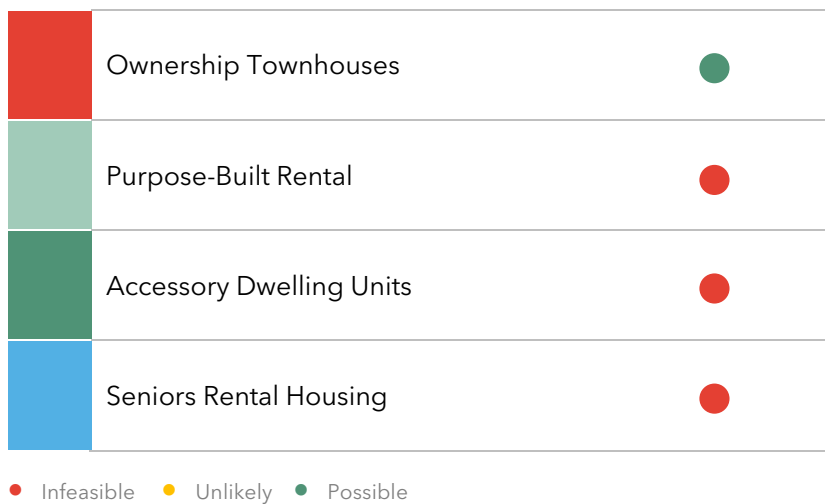 Ownership Townhouses
Purpose-Built Rental
Accessory Dwelling Units
Seniors Rental Housing
Infeasible Unlikely Possible